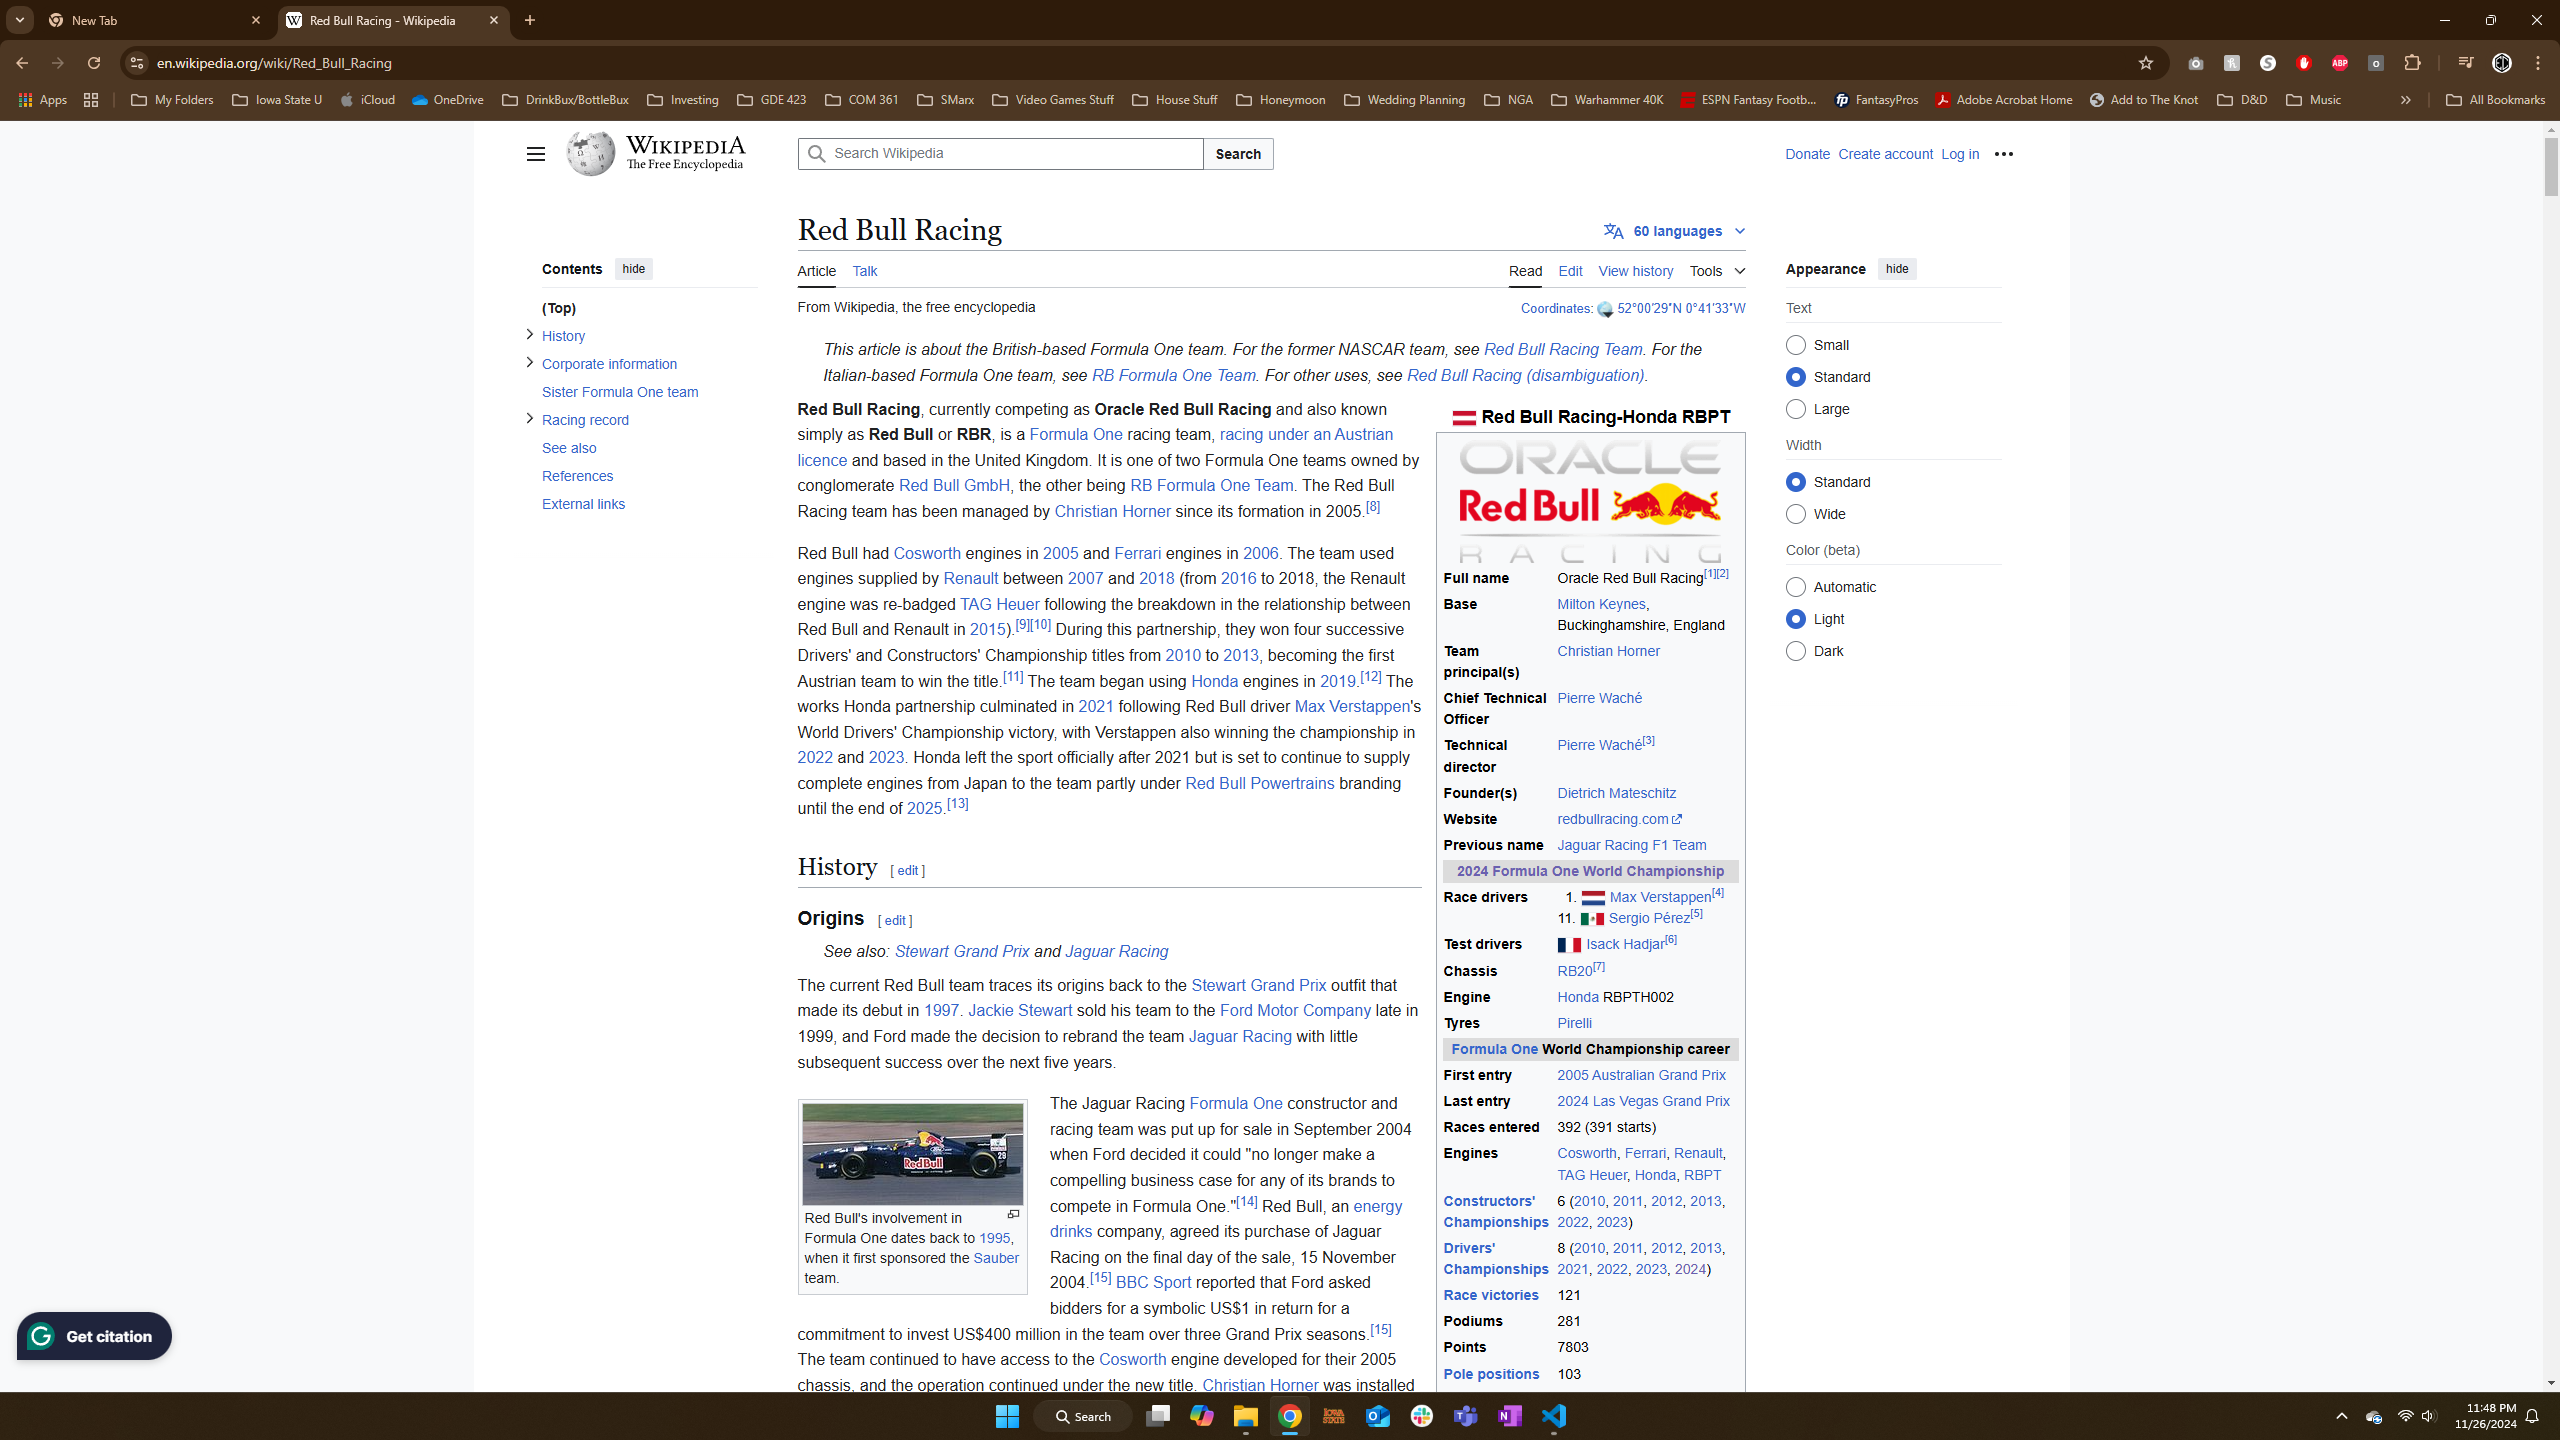 New Tab
Red Bull Racing - Wikipedia
en.wikipedia.org/wiki/Red_Bull_Racing
Apps
My Folders
Iowa State U
iCloud
OneDrive
DrinkBux/BottleBux
Investing
GDE 423
COM 361
SMarx
Video Games Stuff
House Stuff
Honeymoon
Wedding Planning
NGA
Warhammer 40K
ESPN Fantasy Footb...
FantasyPros
Adobe Acrobat Home
Add to The Knot
D&D
Music
All Bookmarks
WIKIPEDIA
The Free Encyclopedia
Search Wikipedia
Search
Donate Create account Log in
Red Bull Racing
60 languages
Article Talk
Read Edit View history Tools
From Wikipedia, the free encyclopedia
Coordinates: 52°00′29″N 0°41′33″W
Contents hide
(Top)
History
Corporate information
Sister Formula One team
Racing record
See also
References
External links
This article is about the British-based Formula One team. For the former NASCAR team, see Red Bull Racing Team. For the
Italian-based Formula One team, see RB Formula One Team. For other uses, see Red Bull Racing (disambiguation).
Red Bull Racing, currently competing as Oracle Red Bull Racing and also known
simply as Red Bull or RBR, is a Formula One racing team, racing under an Austrian
licence and based in the United Kingdom. It is one of two Formula One teams owned by
conglomerate Red Bull GmbH, the other being RB Formula One Team. The Red Bull
Racing team has been managed by Christian Horner since its formation in 2005.[8]
Red Bull had Cosworth engines in 2005 and Ferrari engines in 2006. The team used
engines supplied by Renault between 2007 and 2018 (from 2016 to 2018, the Renault
engine was re-badged TAG Heuer following the breakdown in the relationship between
Red Bull and Renault in 2015).[9][10] During this partnership, they won four successive
Drivers' and Constructors' Championship titles from 2010 to 2013, becoming the first
Austrian team to win the title.[11] The team began using Honda engines in 2019.[12] The
works Honda partnership culminated in 2021 following Red Bull driver Max Verstappen's
World Drivers' Championship victory, with Verstappen also winning the championship in
2022 and 2023. Honda left the sport officially after 2021 but is set to continue to supply
complete engines from Japan to the team partly under Red Bull Powertrains branding
until the end of 2025.[13]
History [ edit ]
Origins [ edit ]
See also: Stewart Grand Prix and Jaguar Racing
The current Red Bull team traces its origins back to the Stewart Grand Prix outfit that
made its debut in 1997. Jackie Stewart sold his team to the Ford Motor Company late in
1999, and Ford made the decision to rebrand the team Jaguar Racing with little
subsequent success over the next five years.
Red Bull
29
Red Bull's involvement in
Formula One dates back to 1995,
when it first sponsored the Sauber
team.
The Jaguar Racing Formula One constructor and
racing team was put up for sale in September 2004
when Ford decided it could "no longer make a
compelling business case for any of its brands to
compete in Formula One."[14] Red Bull, an energy
drinks company, agreed its purchase of Jaguar
Racing on the final day of the sale, 15 November
2004.[15] BBC Sport reported that Ford asked
bidders for a symbolic US$1 in return for a
commitment to invest US$400 million in the team over three Grand Prix seasons.[15]
The team continued to have access to the Cosworth engine developed for their 2005
chassis, and the operation continued under the new title. Christian Horner was installed
Red Bull Racing-Honda RBPT
ORACLE
Red Bull
RACING
Full name Oracle Red Bull Racing[1][2]
Base Milton Keynes,
Buckinghamshire, England
Team Christian Horner
principal(s)
Chief Technical Pierre Waché
Officer
Technical Pierre Waché[3]
director
Founder(s) Dietrich Mateschitz
Website redbullracing.com
Previous name Jaguar Racing F1 Team
2024 Formula One World Championship
Race drivers 1. Max Verstappen[4]
11. Sergio Pérez[5]
Test drivers Isack Hadjar[6]
Chassis RB20[7]
Engine Honda RBPTH002
Tyres Pirelli
Formula One World Championship career
First entry 2005 Australian Grand Prix
Last entry 2024 Las Vegas Grand Prix
Races entered 392 (391 starts)
Engines Cosworth, Ferrari, Renault,
TAG Heuer, Honda, RBPT
Constructors' 6 (2010, 2011, 2012, 2013,
Championships 2022, 2023)
Drivers' 8 (2010, 2011, 2012, 2013,
Championships 2021, 2022, 2023, 2024)
Race victories 121
Podiums 281
Points 7803
Pole positions 103
Appearance hide
Text
Small
Standard
Large
Width
Standard
Wide
Color (beta)
Automatic
Light
Dark
Get citation
Search
11:48 PM
11/26/2024